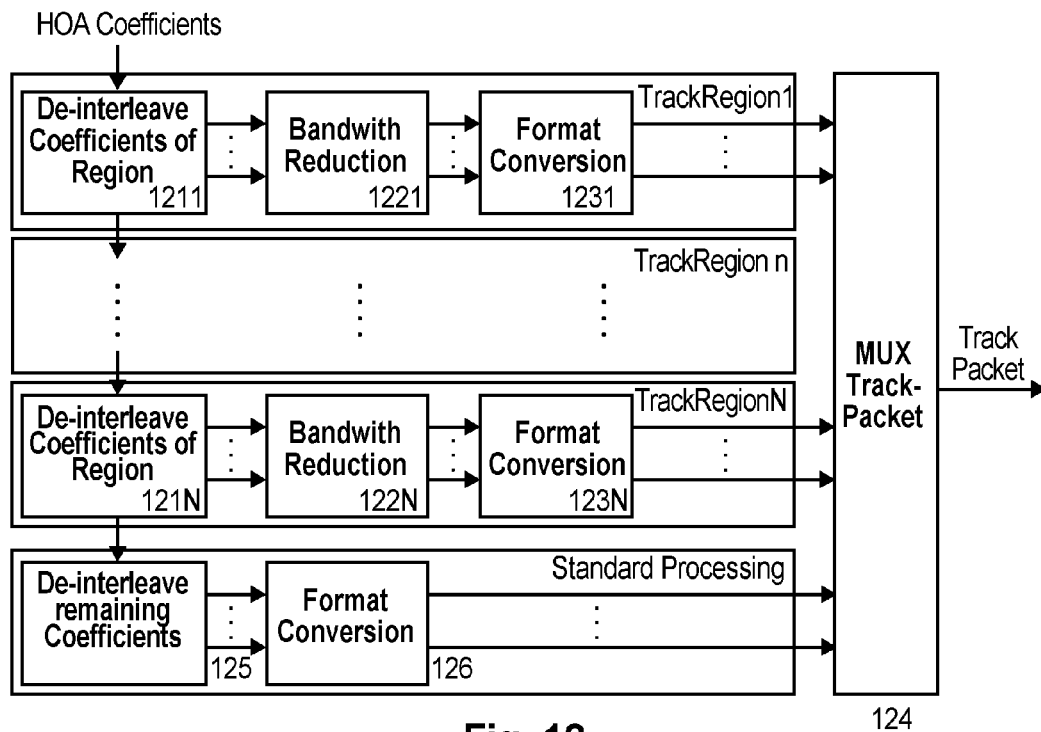 HOA Coefficients
De-interleave
Coefficients of
Region
1211
Bandwith
Reduction
1221
Format
Conversion
1231
TrackRegion1
TrackRegion n
De-interleave
Coefficients of
Region
121N
Bandwith
Reduction
122N
Format
Conversion
123N
TrackRegionN
De-interleave
remaining
Coefficients
125
Format
Conversion
126
Standard Processing
MUX
Track-
Packet
124
Track
Packet